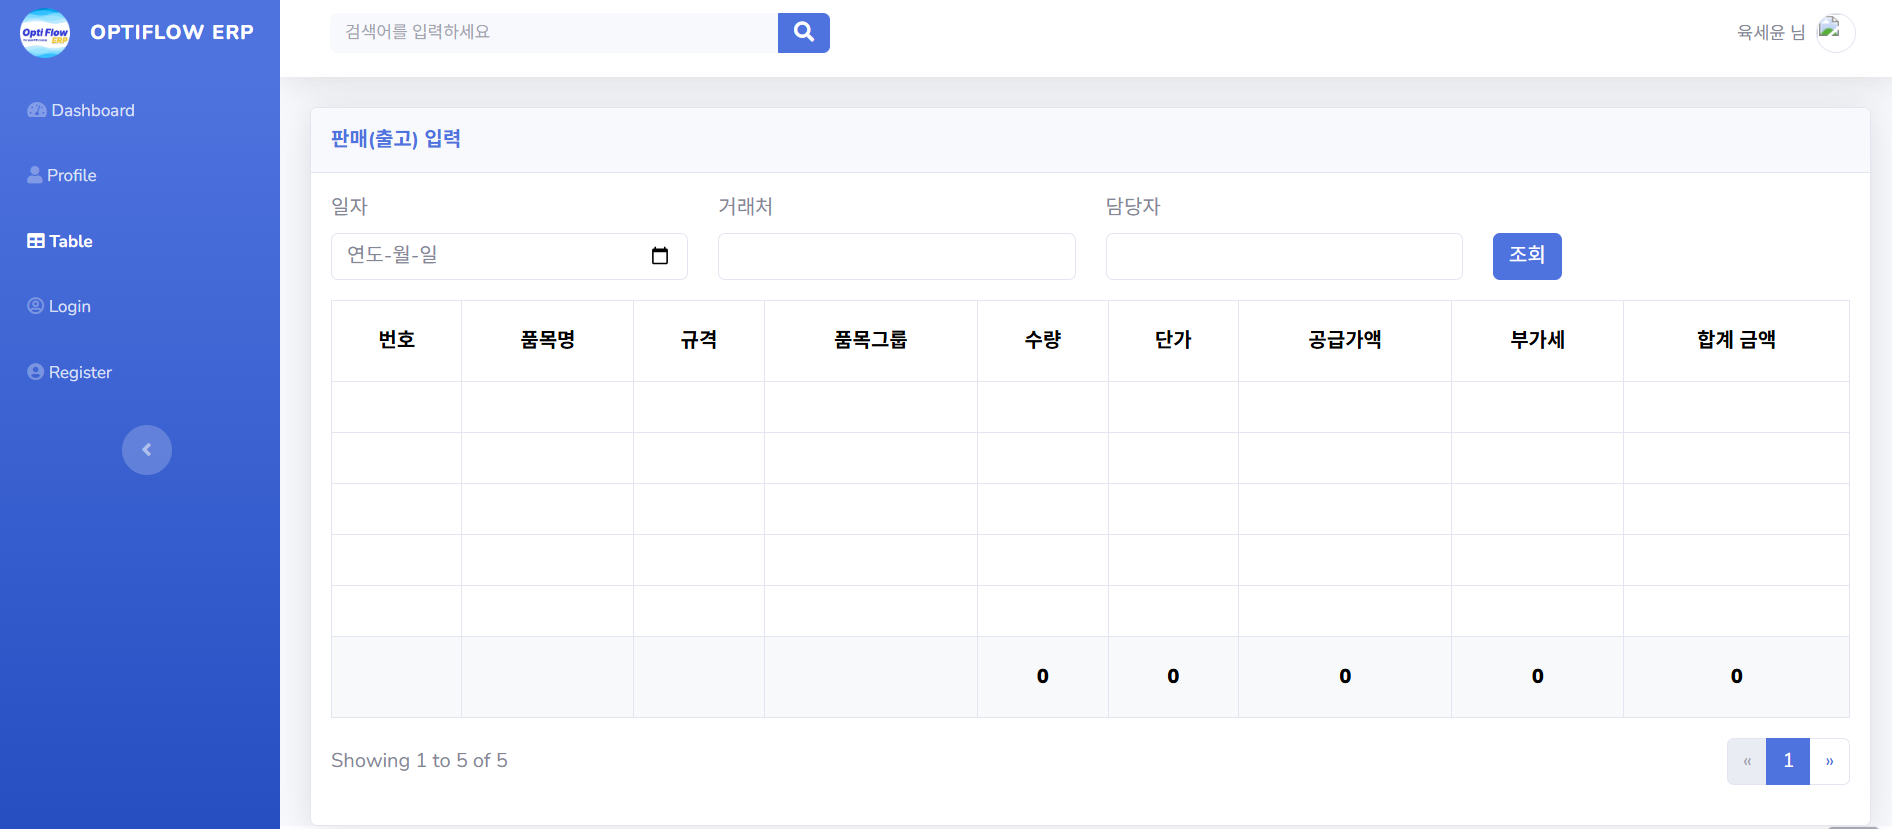 Opti Flow
ERP
OPTIFLOW ERP
검색어를 입력하세요
육세윤 님
Dashboard
Profile
Table
Login
Register
판매(출고) 입력
일자
거래처
담당자
연도-월-일
조회
번호 품목명 규격 품목그룹 수량 단가 공급가액 부가세 합계 금액
0 0 0 0 0
Showing 1 to 5 of 5
« 1 »